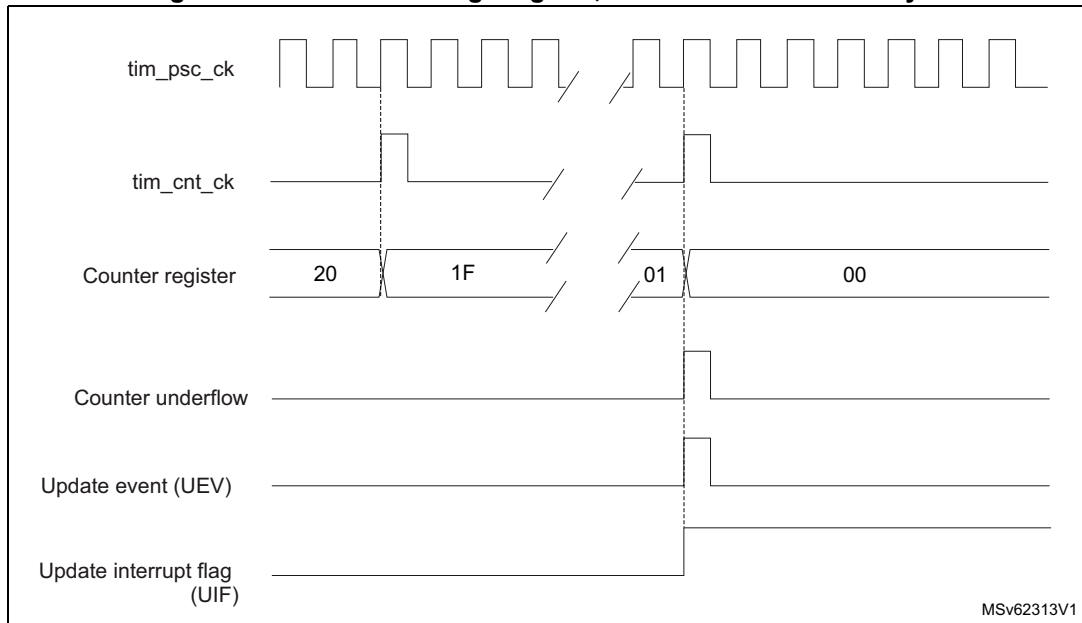 tim_psc_ck
tim_cnt_ck
Counter register
20
1F
01
00
Counter underflow
Update event (UEV)
Update interrupt flag
(UIF)
MSv62313V1